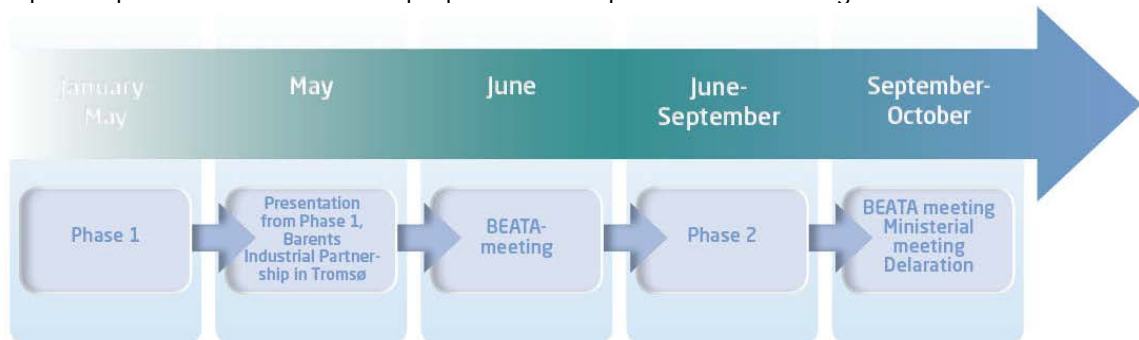 January
May
May
June
June-
September
September-
October
Phase 1
Presentation
from Phase 1,
Barents
Industrial Partner-
ship in Tromsø
BEATA-
meeting
Phase 2
BEATA meeting
Ministerial
meeting
Delaration